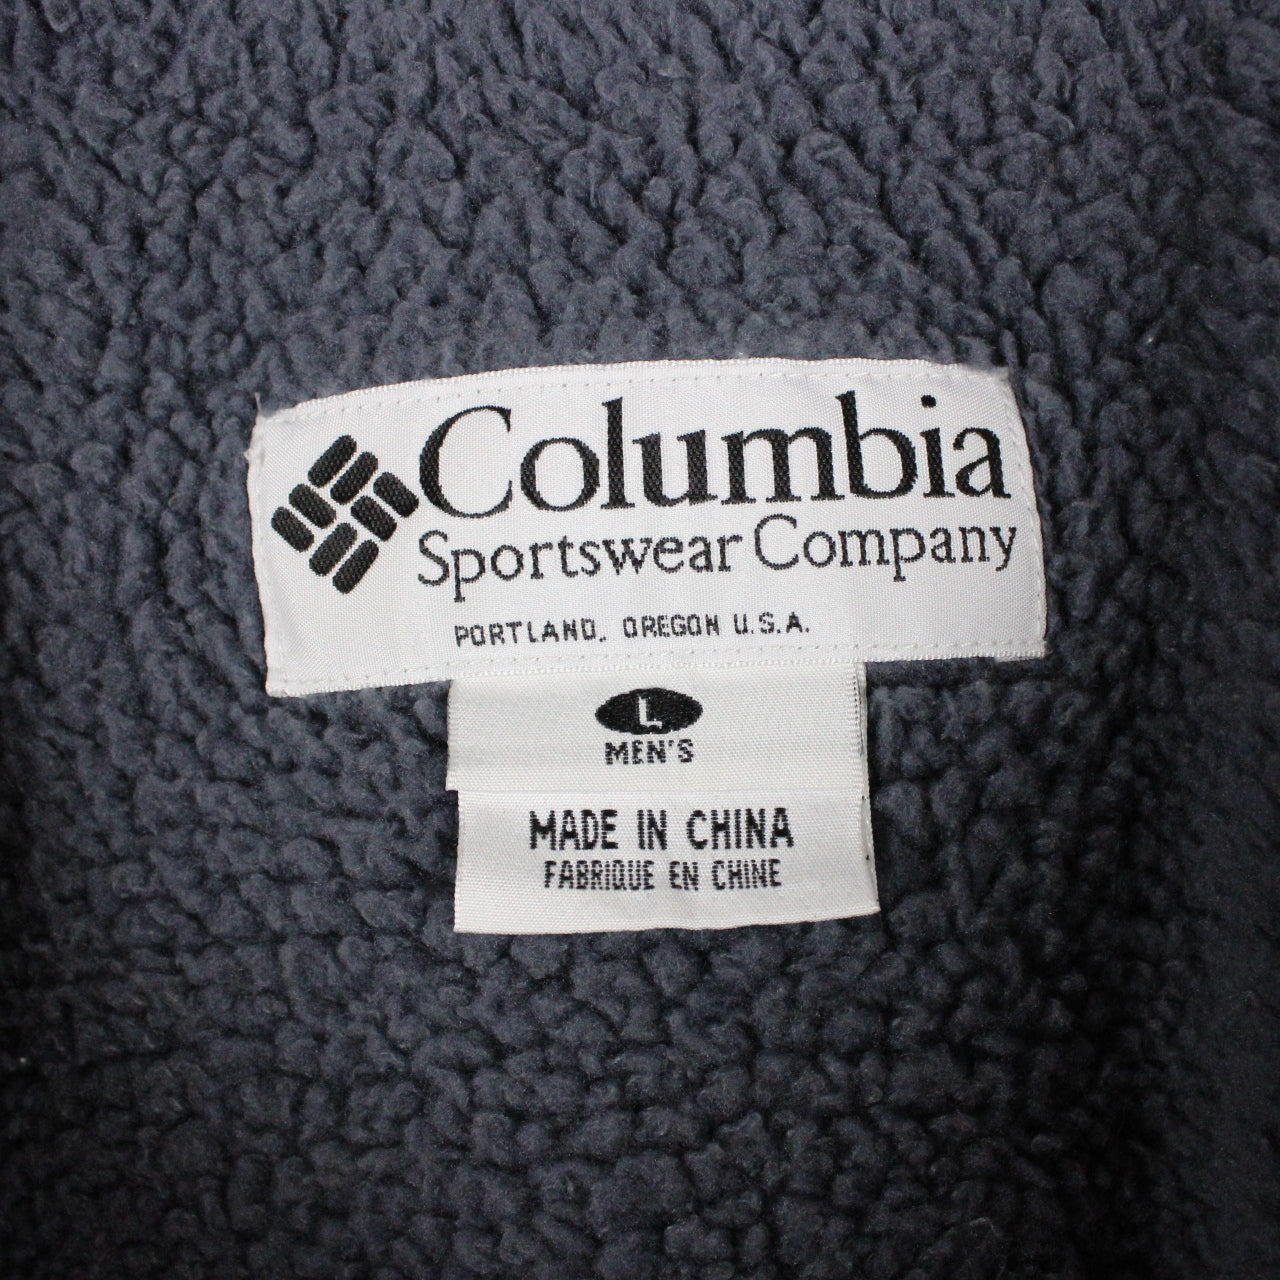 Columbia
Sportswear Company
PORTLAND, OREGON U.S.A.
L
MEN'S
MADE IN CHINA
FABRIQUE EN CHINE